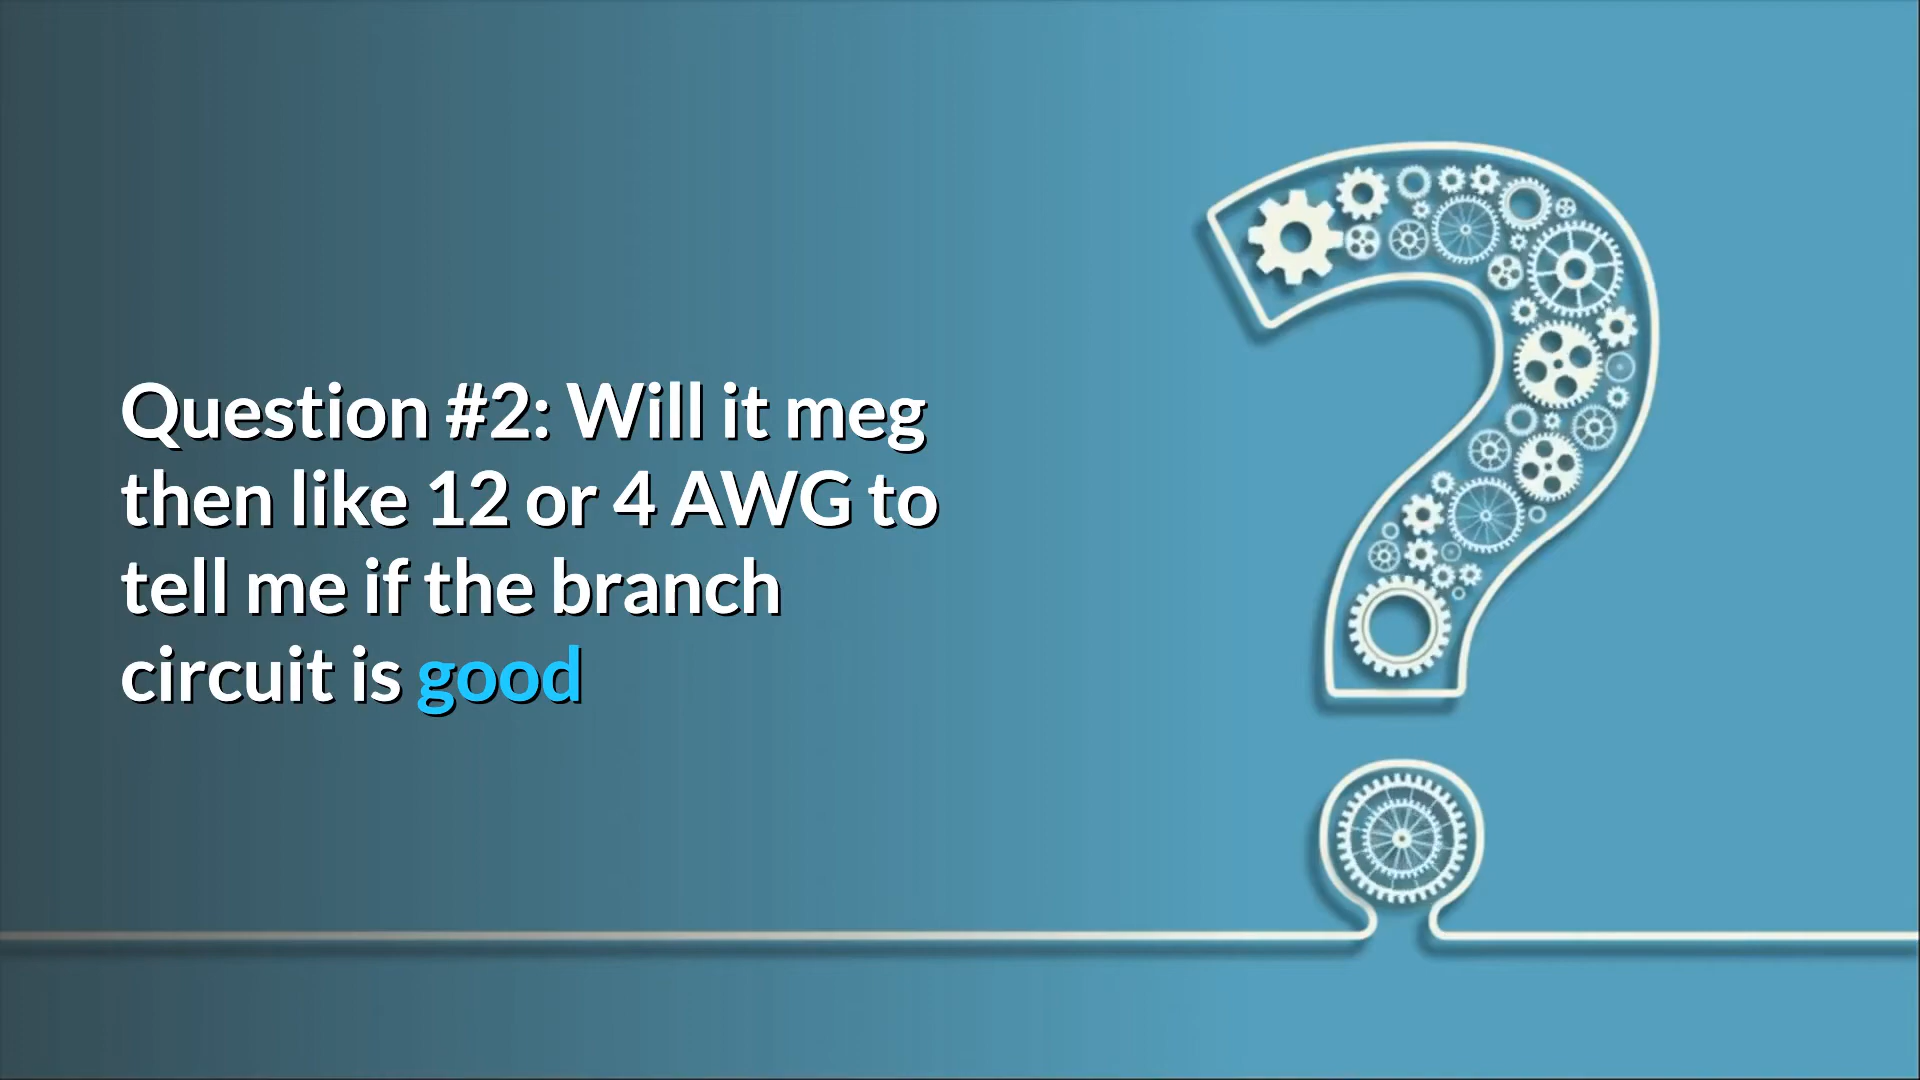 Question #2: Will it meg
then like 12 or 4 AWG to
tell me if the branch
circuit is good